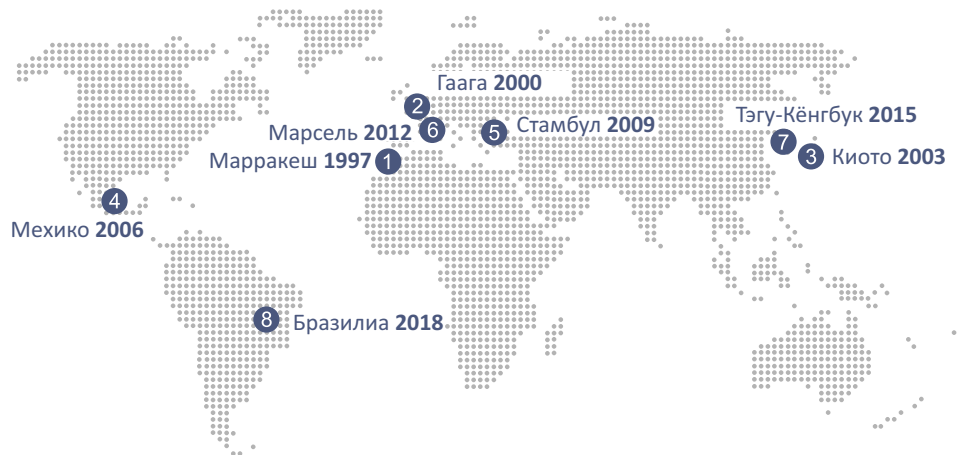 Гаага 2000
2
Тэгу-Кёнгбук 2015
Марсель 2012
6
5
Стамбул 2009
7
Марракеш 1997
1
3
Киото 2003
4
Мехико 2006
8
Бразилиа 2018